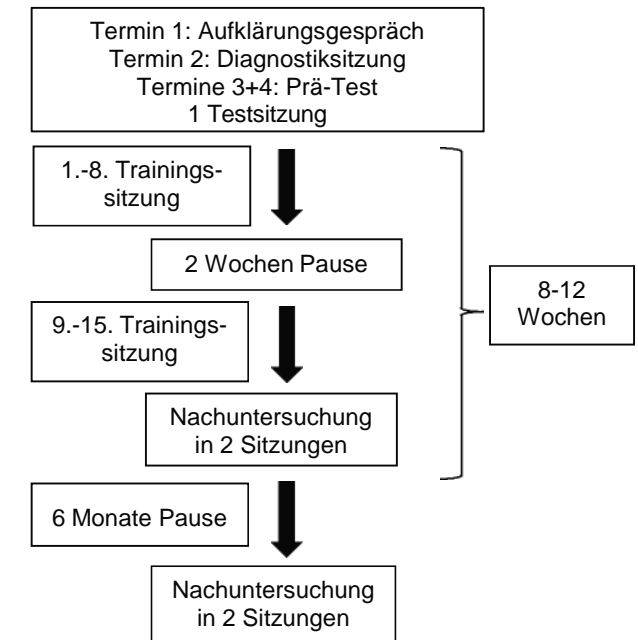 Termin 1: Aufklärungsgespräch
Termin 2: Diagnostiksitzung
Termine 3+4: Prä-Test
1 Testsitzung
1.-8. Trainings-
sitzung
2 Wochen Pause
8-12
Wochen
9.-15. Trainings-
sitzung
Nachuntersuchung
in 2 Sitzungen
6 Monate Pause
Nachuntersuchung
in 2 Sitzungen